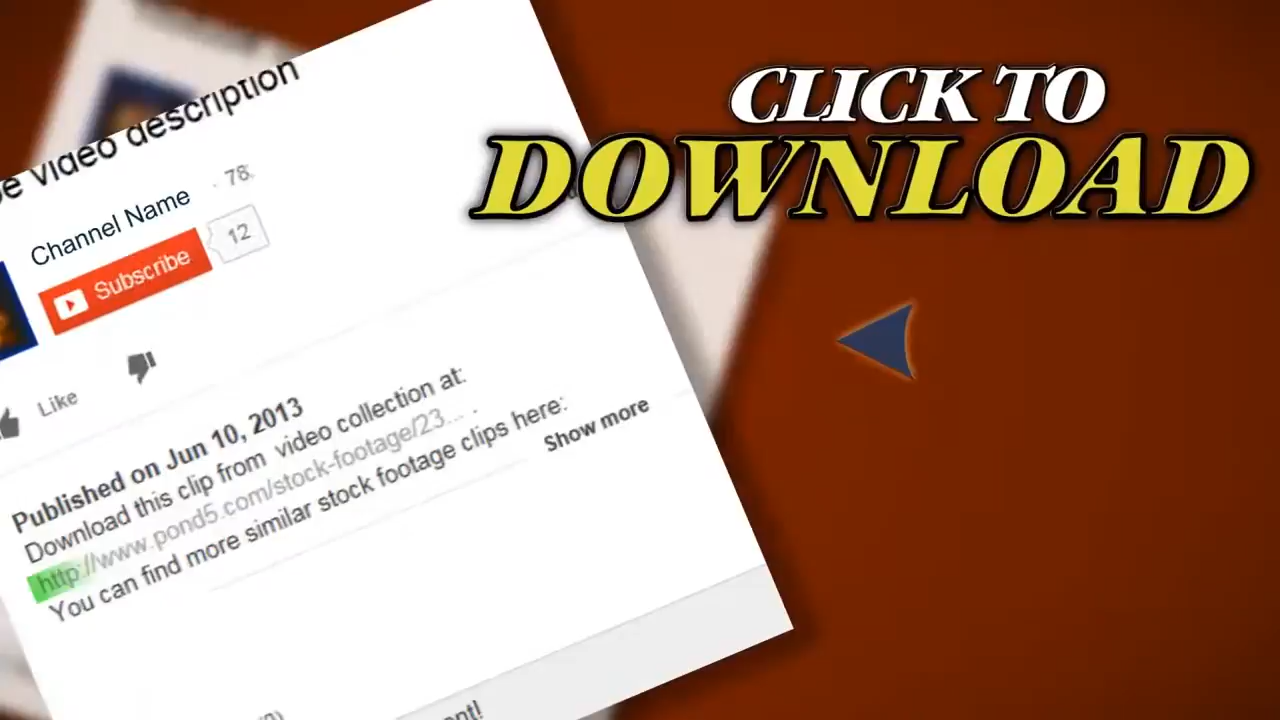 CLICK TO
DOWNLOAD
video description
Channel Name
78
Subscribe
12
Like
Published on Jun 10, 2013
Download this clip from video collection at:
http://www.pond5.com/stock-footage/23...
You can find more similar stock footage clips here:
Show more